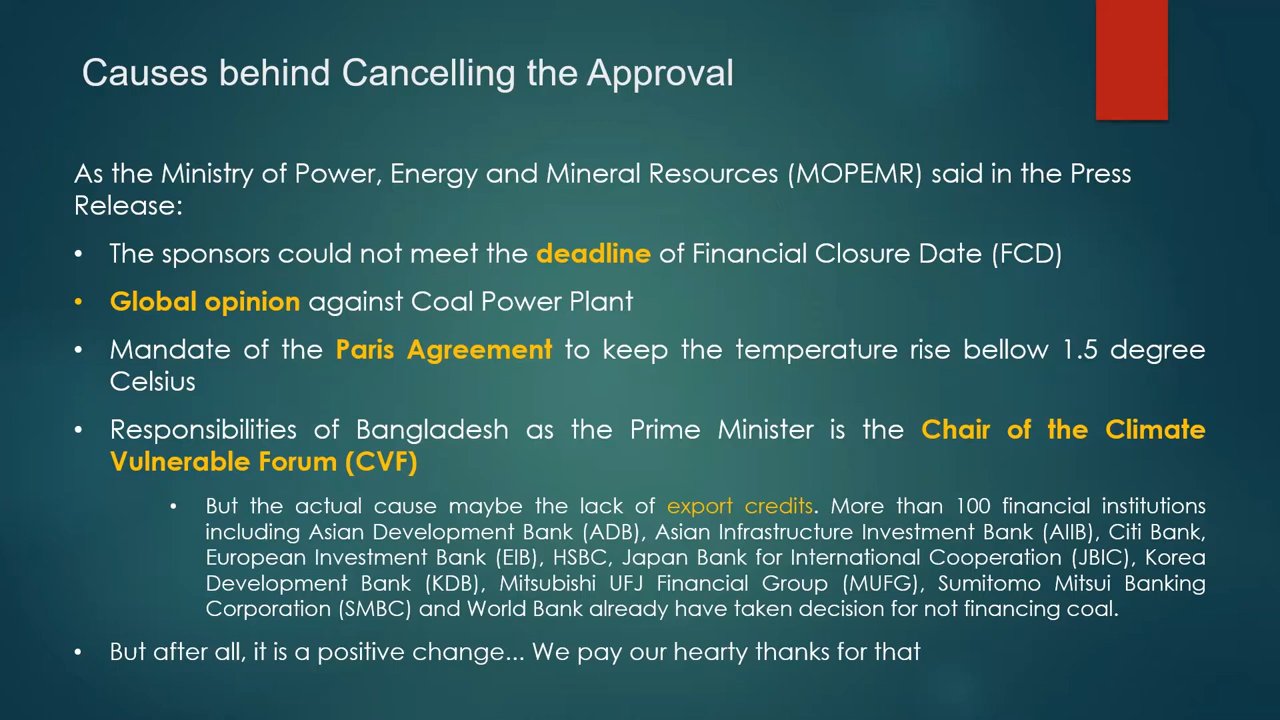 Causes behind Cancelling the Approval
As the Ministry of Power, Energy and Mineral Resources (MOPEMR) said in the Press
Release:
• The sponsors could not meet the deadline of Financial Closure Date (FCD)
• Global opinion against Coal Power Plant
• Mandate of the Paris Agreement to keep the temperature rise bellow 1.5 degree
Celsius
• Responsibilities of Bangladesh as the Prime Minister is the Chair of the Climate
Vulnerable Forum (CVF)
• But the actual cause maybe the lack of export credits. More than 100 financial institutions
including Asian Development Bank (ADB), Asian Infrastructure Investment Bank (AIIB), Citi Bank,
European Investment Bank (EIB), HSBC, Japan Bank for International Cooperation (JBIC), Korea
Development Bank (KDB), Mitsubishi UFJ Financial Group (MUFG), Sumitomo Mitsui Banking
Corporation (SMBC) and World Bank already have taken decision for not financing coal.
• But after all, it is a positive change... We pay our hearty thanks for that